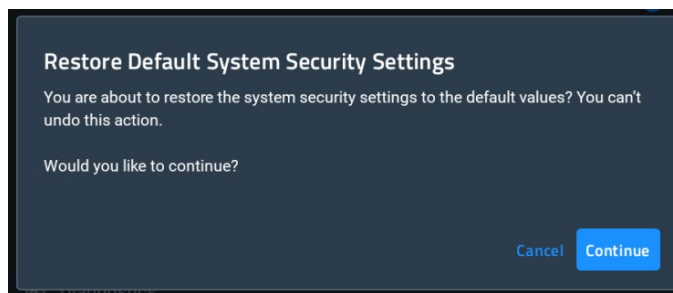 Restore Default System Security Settings
You are about to restore the system security settings to the default values? You can't
undo this action.
Would you like to continue?
Cancel Continue
Diagnostics